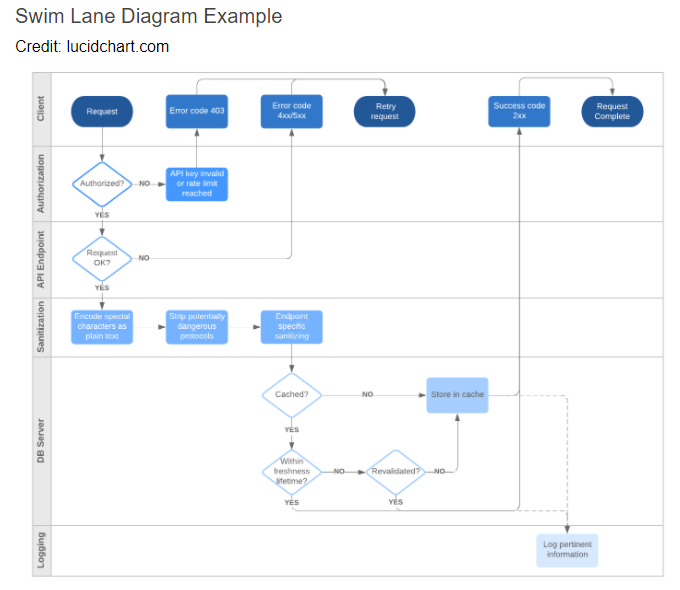 Swim Lane Diagram Example
Credit: lucidchart.com
Client
Request
Error code 403
Error code
4xx/5xx
Retry
request
Success code
2xx
Request
Complete
Authorization
Authorized?
NO
API key invalid
or rate limit
reached
YES
API Endpoint
Request
OK?
NO
YES
Sanitization
Encode special
characters as
plain text
Strip potentially
dangerous
protocols
Endpoint
specific
sanitizing
DB Server
Cached?
NO
Store in cache
YES
Within
freshness
lifetime?
NO
Revalidated?
NO
YES
YES
Logging
Log pertinent
information